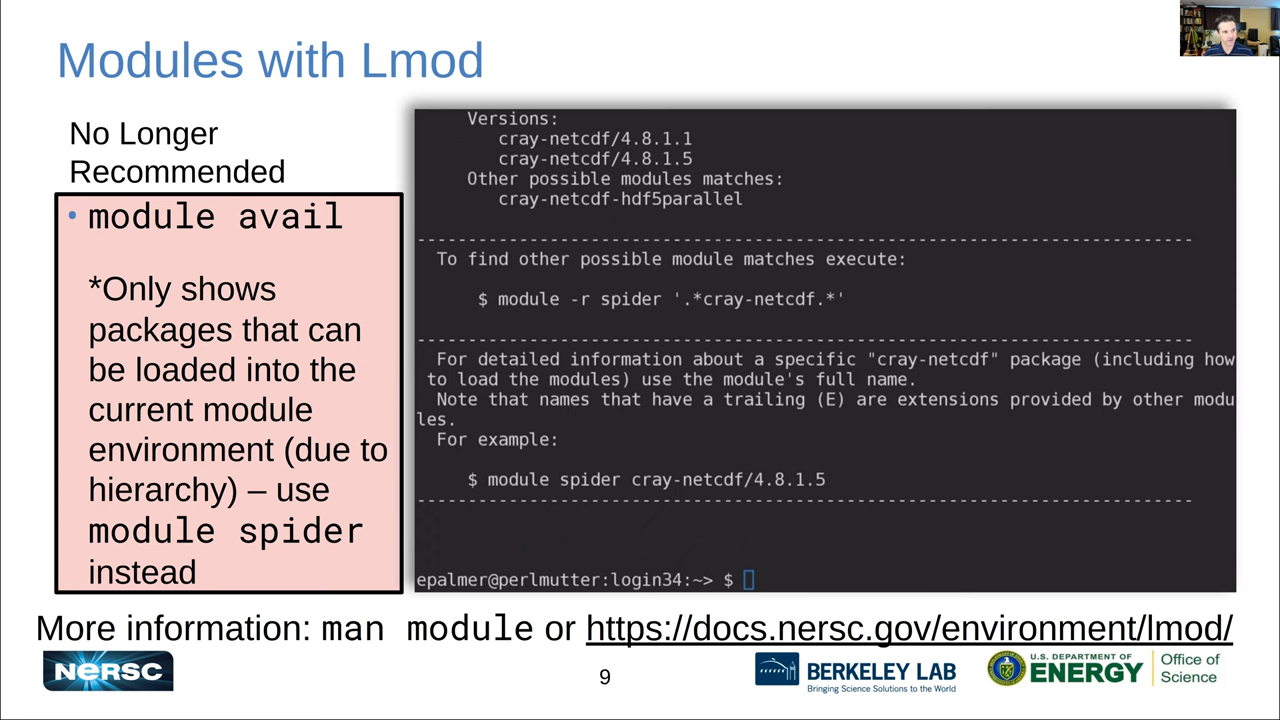 Modules with Lmod
No Longer
Recommended
• module avail
*Only shows
packages that can
be loaded into the
current module
environment (due to
hierarchy) – use
module spider
instead
Versions:
cray-netcdf/4.8.1.1
cray-netcdf/4.8.1.5
Other possible modules matches:
cray-netcdf-hdf5parallel
--------------------------------------------------------------------------------
To find other possible module matches execute:
$ module -r spider '.*cray-netcdf.*'
--------------------------------------------------------------------------------
For detailed information about a specific "cray-netcdf" package (including how
to load the modules) use the module's full name.
Note that names that have a trailing (E) are extensions provided by other modu
les.
For example:
$ module spider cray-netcdf/4.8.1.5
--------------------------------------------------------------------------------
epalmer@perlmutter:login34:~> $
More information: man module or https://docs.nersc.gov/environment/lmod/
NERSC
9
BERKELEY LAB
Bringing Science Solutions to the World
U.S. DEPARTMENT OF
ENERGY
Office of
Science